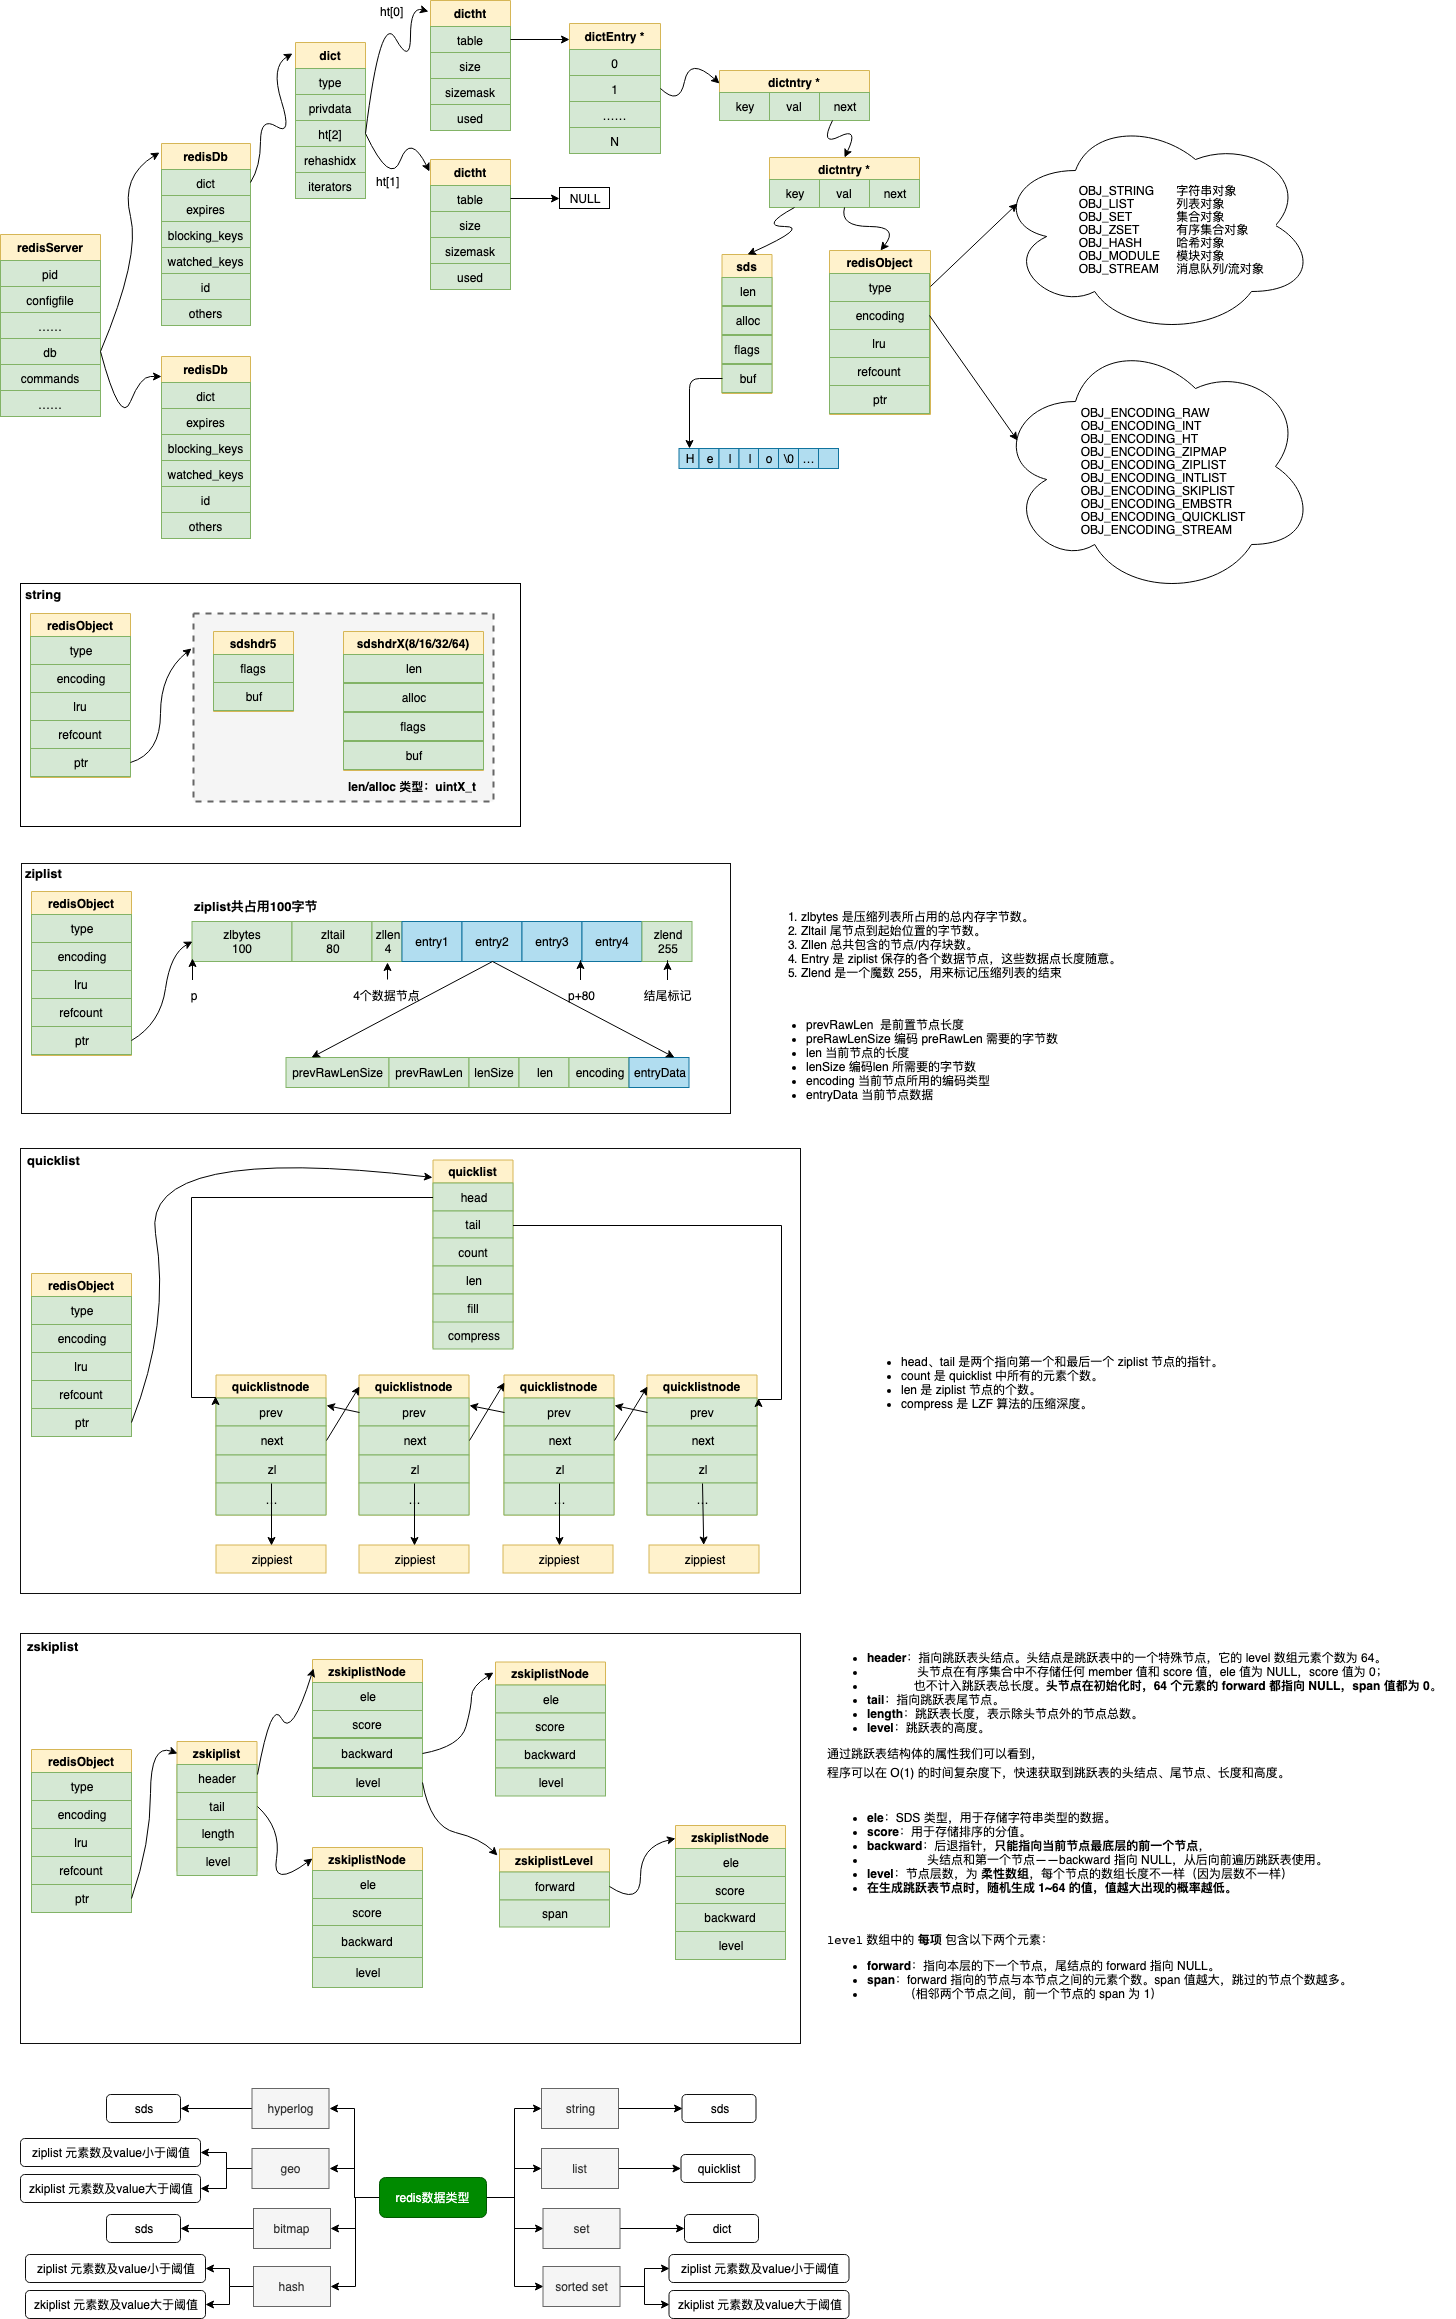 redisServer
pid
configfile
……
db
commands
……
redisDb
dict
expires
blocking_keys
watched_keys
id
others
redisDb
dict
expires
blocking_keys
watched_keys
id
others
dict
type
privdata
ht[2]
rehashidx
iterators
ht[0]
ht[1]
dictht
table
size
sizemask
used
dictht
table
size
sizemask
used
NULL
dictEntry *
0
1
……
N
dictntry *
key val next
dictntry *
key val next
sds
len
alloc
flags
buf
H e l l o \0 ...
redisObject
type
encoding
lru
refcount
ptr
OBJ_STRING 字符串对象
OBJ_LIST 列表对象
OBJ_SET 集合对象
OBJ_ZSET 有序集合对象
OBJ_HASH 哈希对象
OBJ_MODULE 模块对象
OBJ_STREAM 消息队列/流对象
OBJ_ENCODING_RAW
OBJ_ENCODING_INT
OBJ_ENCODING_HT
OBJ_ENCODING_ZIPMAP
OBJ_ENCODING_ZIPLIST
OBJ_ENCODING_INTLIST
OBJ_ENCODING_SKIPLIST
OBJ_ENCODING_EMBSTR
OBJ_ENCODING_QUICKLIST
OBJ_ENCODING_STREAM
string
redisObject
type
encoding
lru
refcount
ptr
sdshdr5
flags
buf
sdshdrX(8/16/32/64)
len
alloc
flags
buf
len/alloc 类型：uintX_t
ziplist
redisObject
type
encoding
lru
refcount
ptr
ziplist共占用100字节
zlbytes
100
zltail
80
zllen
4
entry1
entry2
entry3
entry4
zlend
255
p
4个数据节点
p+80
结尾标记
prevRawLenSize prevRawLen lenSize len encoding entryData
1. zlbytes 是压缩列表所占用的总内存字节数。
2. Zltail 尾节点到起始位置的字节数。
3. Zllen 总共包含的节点/内存块数。
4. Entry 是 ziplist 保存的各个数据节点，这些数据点长度随意。
5. Zlend 是一个魔数 255，用来标记压缩列表的结束
• prevRawLen 是前置节点长度
• preRawLenSize 编码 preRawLen 需要的字节数
• len 当前节点的长度
• lenSize 编码len 所需要的字节数
• encoding 当前节点所用的编码类型
• entryData 当前节点数据
quicklist
redisObject
type
encoding
lru
refcount
ptr
quicklist
head
tail
count
len
fill
compress
quicklistnode
prev
next
zl
...
zippiest
quicklistnode
prev
next
zl
...
zippiest
quicklistnode
prev
next
zl
...
zippiest
quicklistnode
prev
next
zl
...
zippiest
• head、tail 是两个指向第一个和最后一个 ziplist 节点的指针。
• count 是 quicklist 中所有的元素个数。
• len 是 ziplist 节点的个数。
• compress 是 LZF 算法的压缩深度。
zskiplist
redisObject
type
encoding
lru
refcount
ptr
zskiplist
header
tail
length
level
zskiplistNode
ele
score
backward
level
zskiplistNode
ele
score
backward
level
zskiplistNode
ele
score
backward
level
zskiplistLevel
forward
span
zskiplistNode
ele
score
backward
level
• header：指向跳跃表头结点。头结点是跳跃表中的一个特殊节点，它的 level 数组元素个数为 64。
• 头节点在有序集合中不存储任何 member 值和 score 值，ele 值为 NULL，score 值为 0；
• 也不计入跳跃表总长度。头节点在初始化时，64 个元素的 forward 都指向 NULL，span 值都为 0。
• tail：指向跳跃表尾节点。
• length：跳跃表长度，表示除头节点外的节点总数。
• level：跳跃表的高度。
通过跳跃表结构体的属性我们可以看到，
程序可以在 O(1) 的时间复杂度下，快速获取到跳跃表的头结点、尾节点、长度和高度。
• ele：SDS 类型，用于存储字符串类型的数据。
• score：用于存储排序的分值。
• backward：后退指针，只能指向当前节点最底层的前一个节点，
• 头结点和第一个节点——backward 指向 NULL，从后向前遍历跳跃表使用。
• level：节点层数，为 柔性数组，每个节点的数组长度不一样（因为层数不一样）
• 在生成跳跃表节点时，随机生成 1~64 的值，值越大出现的概率越低。
level 数组中的 每项 包含以下两个元素：
• forward：指向本层的下一个节点，尾结点的 forward 指向 NULL。
• span：forward 指向的节点与本节点之间的元素个数。span 值越大，跳过的节点个数越多。
• （相邻两个节点之间，前一个节点的 span 为 1）
redis数据类型
hyperlog
sds
geo
ziplist 元素数及value小于阈值
zkiplist 元素数及value大于阈值
bitmap
sds
hash
ziplist 元素数及value小于阈值
zkiplist 元素数及value大于阈值
string
sds
list
quicklist
set
dict
sorted set
ziplist 元素数及value小于阈值
zkiplist 元素数及value大于阈值